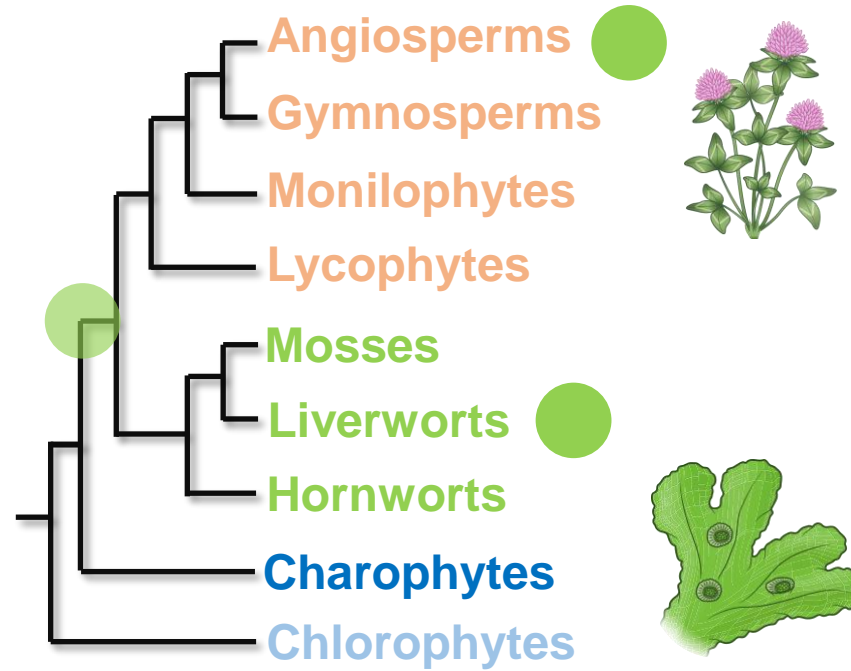 Angiosperms
Gymnosperms
Monilophytes
Lycophytes
Mosses
Liverworts
Hornworts
Charophytes
Chlorophytes